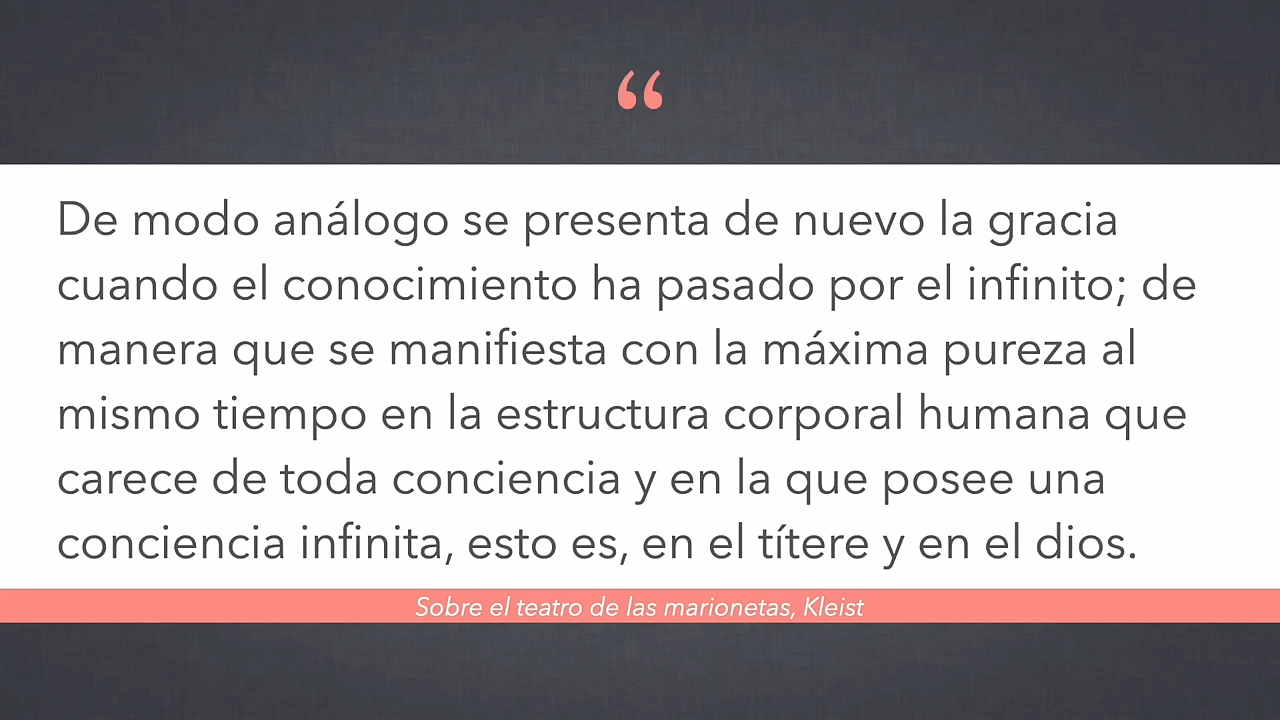 “
De modo análogo se presenta de nuevo la gracia
cuando el conocimiento ha pasado por el infinito; de
manera que se manifiesta con la máxima pureza al
mismo tiempo en la estructura corporal humana que
carece de toda conciencia y en la que posee una
conciencia infinita, esto es, en el títere y en el dios.
Sobre el teatro de las marionetas, Kleist